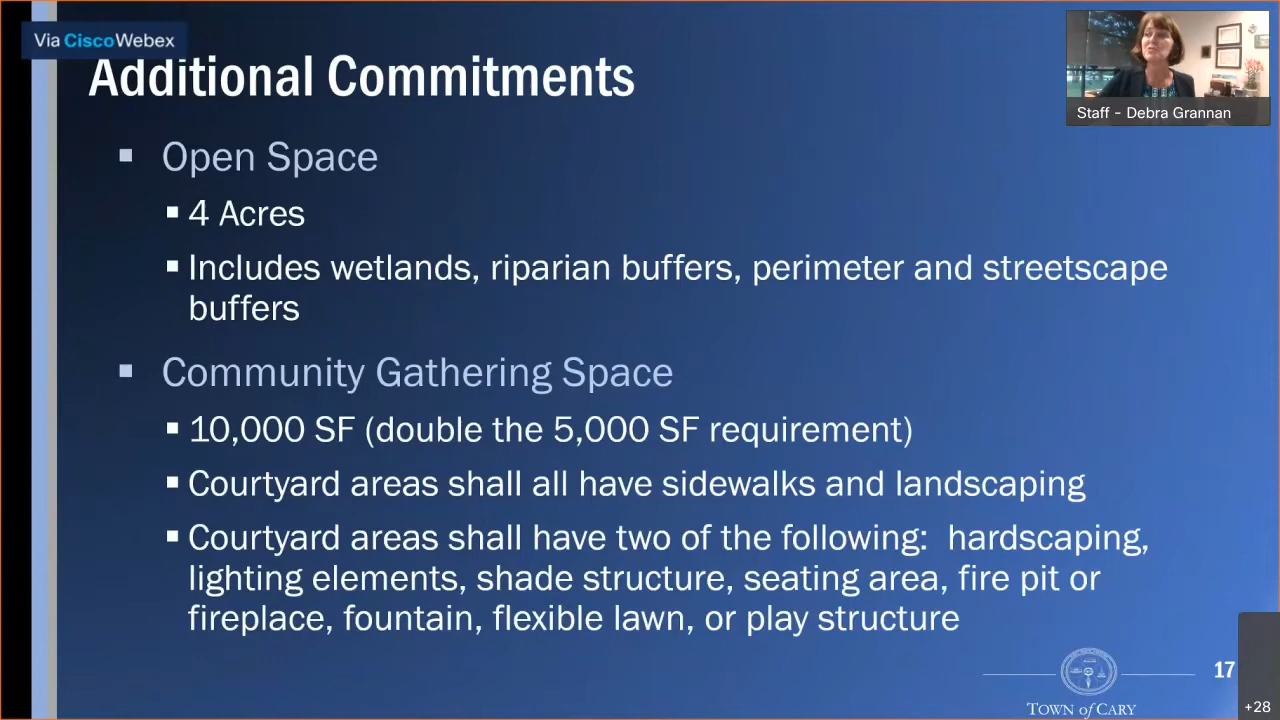 Via CiscoWebex
Additional Commitments
Staff - Debra Grannan
▪ Open Space
▪ 4 Acres
▪ Includes wetlands, riparian buffers, perimeter and streetscape
buffers
▪ Community Gathering Space
▪ 10,000 SF (double the 5,000 SF requirement)
▪ Courtyard areas shall all have sidewalks and landscaping
▪ Courtyard areas shall have two of the following:  hardscaping,
lighting elements, shade structure, seating area, fire pit or
fireplace, fountain, flexible lawn, or play structure
17
TOWN of CARY
+28